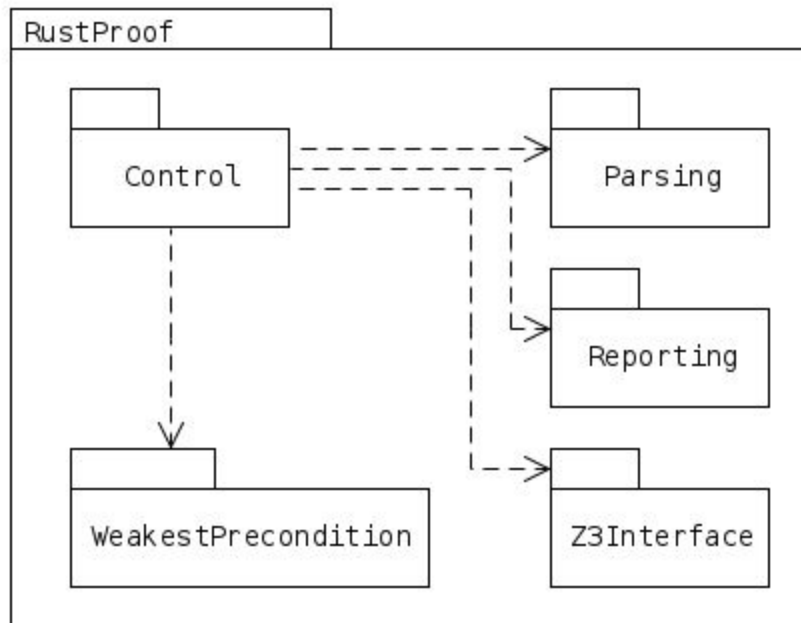 RustProof
Control
Parsing
Reporting
WeakestPrecondition
Z3Interface